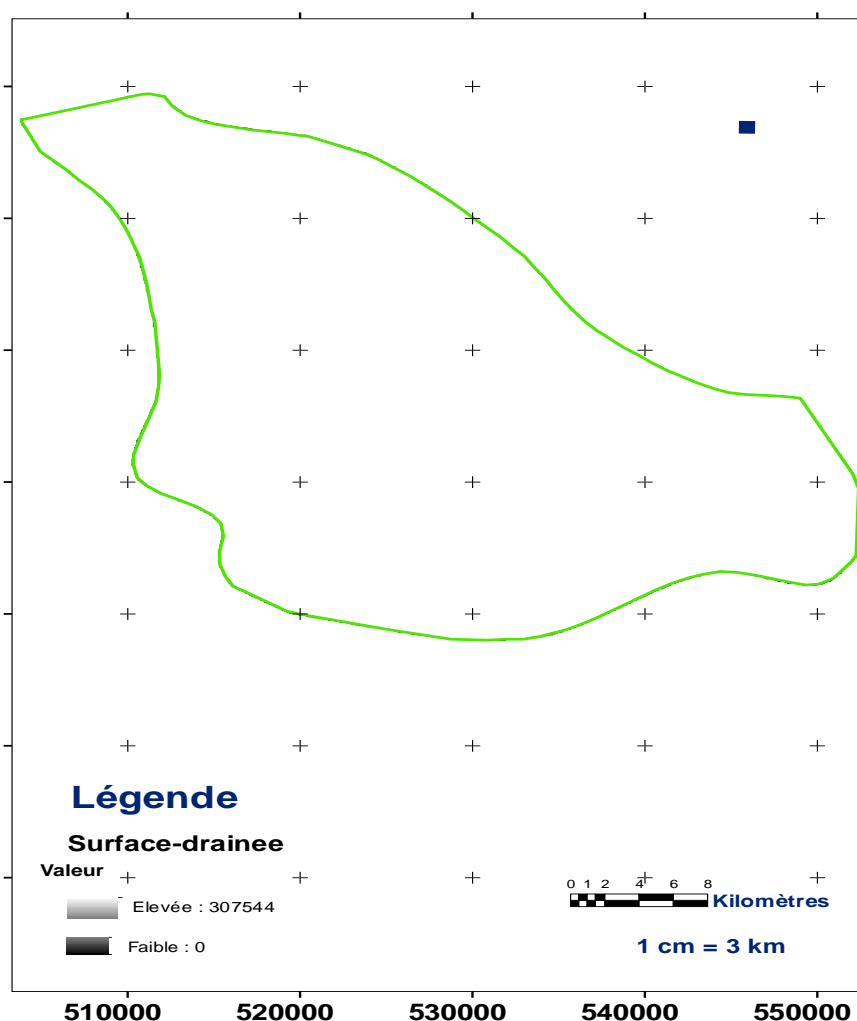 Légende
Surface-drainee
Valeur
Elevée : 307544
Faible : 0
0 1 2 4 6 8
Kilomètres
1 cm = 3 km
510000 520000 530000 540000 550000